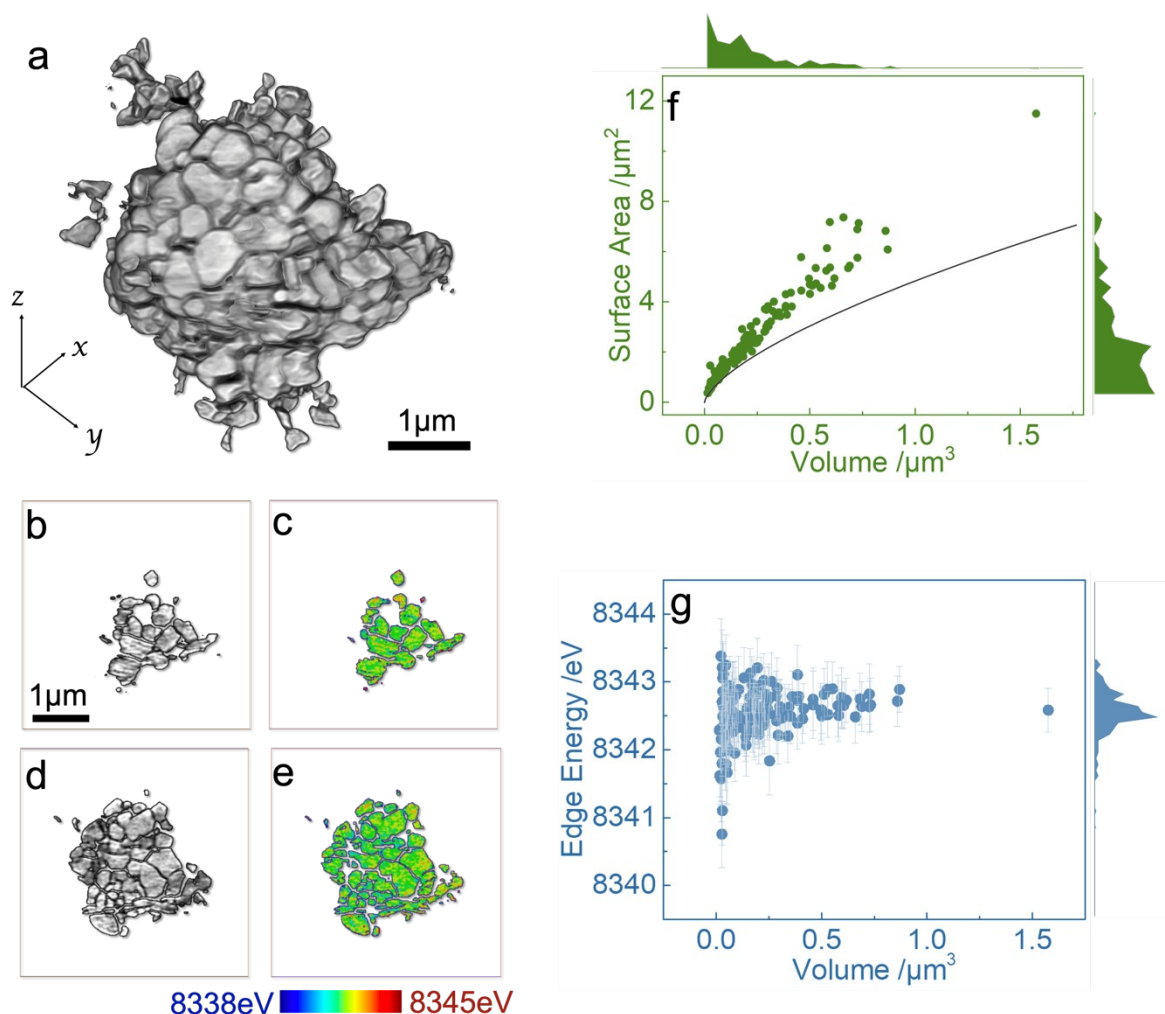 a
z
x
y
1μm
b
c
1μm
d
e
8338eV 8345eV
f
Surface Area /μm²
12
8
4
0
0.0 0.5 1.0 1.5
Volume /μm³
g
Edge Energy /eV
8344
8343
8342
8341
8340
0.0 0.5 1.0 1.5
Volume /μm³